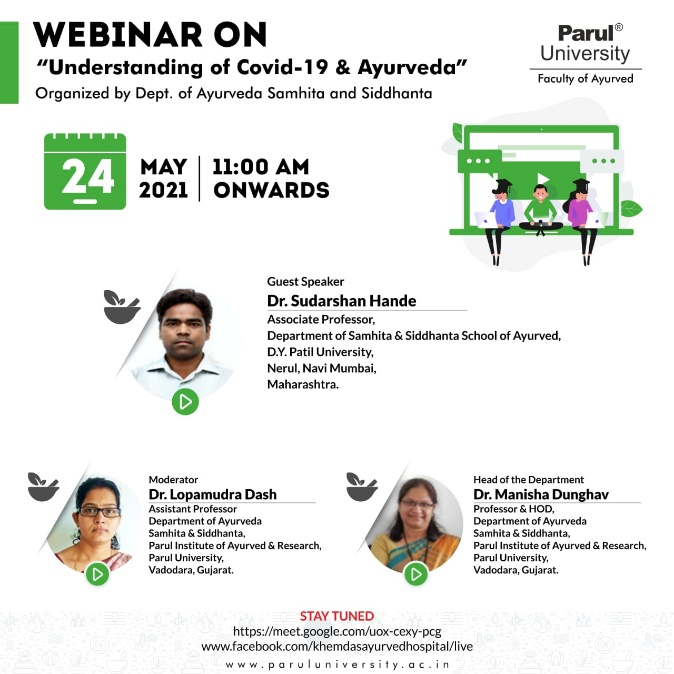 WEBINAR ON
"Understanding of Covid-19 & Ayurveda"
Organized by Dept. of Ayurveda Samhita and Siddhanta
Parul®
University
Faculty of Ayurved
24
MAY
2021
11:00 AM
ONWARDS
Guest Speaker
Dr. Sudarshan Hande
Associate Professor,
Department of Samhita & Siddhanta School of Ayurved,
D.Y. Patil University,
Nerul, Navi Mumbai,
Maharashtra.
Moderator
Dr. Lopamudra Dash
Assistant Professor
Department of Ayurveda
Samhita & Siddhanta,
Parul Institute of Ayurved & Research,
Parul University,
Vadodara, Gujarat.
Head of the Department
Dr. Manisha Dunghav
Professor & HOD,
Department of Ayurveda
Samhita & Siddhanta,
Parul Institute of Ayurved & Research,
Parul University,
Vadodara, Gujarat.
STAY TUNED
https://meet.google.com/uox-cexy-pcg
www.facebook.com/khemdasayurvedhospital/live
www.paruluniversity.ac.in